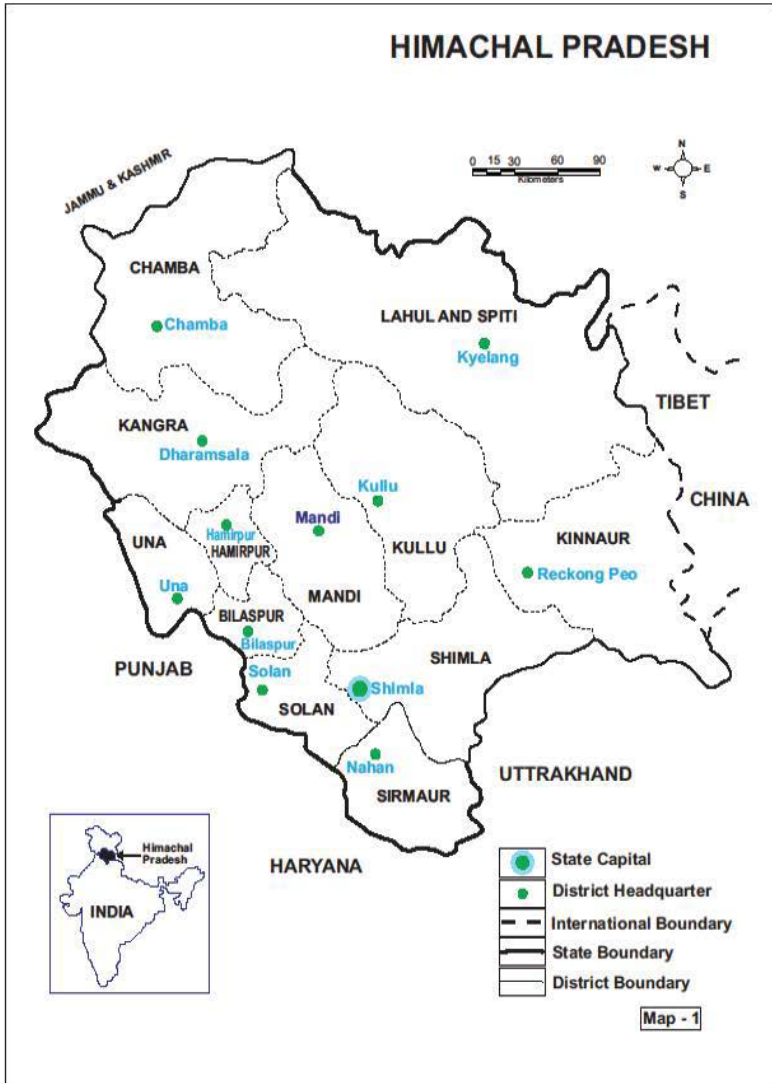 HIMACHAL PRADESH
JAMMU & KASHMIR
0 15 30 60 90
Kilometers
N
W E
S
CHAMBA
Chamba
LAHUL AND SPITI
Kyelang
TIBET
KANGRA
Dharamsala
Kullu
CHINA
Mandi
Hamirpur
HAMIRPUR
UNA
KULLU
KINNAUR
Reckong Peo
Una
MANDI
BILASPUR
Bilaspur
PUNJAB
SHIMLA
Solan
Shimla
SOLAN
Nahan
UTTRAKHAND
SIRMAUR
HARYANA
Himachal
Pradesh
INDIA
State Capital
District Headquarter
International Boundary
State Boundary
District Boundary
Map - 1